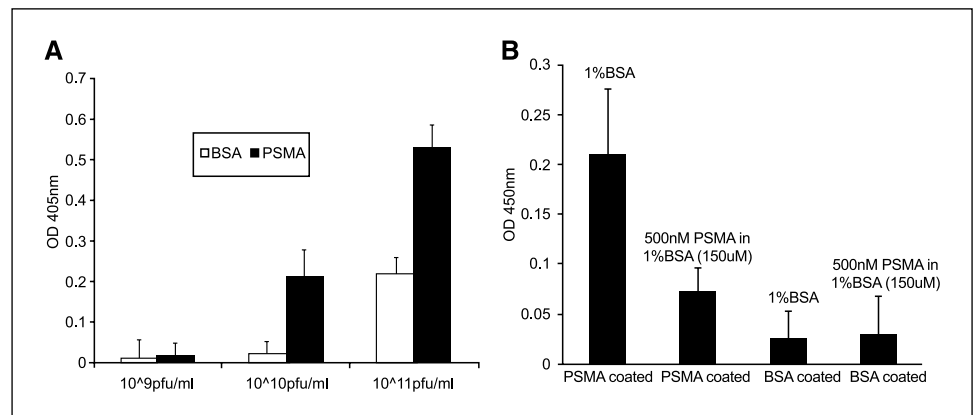 A
OD 405nm
0.7
0.6
0.5
0.4
0.3
0.2
0.1
0
BSA PSMA
10^9pfu/ml 10^10pfu/ml 10^11pfu/ml
B
OD 450nm
0.3
0.25
0.2
0.15
0.1
0.05
0
1%BSA
500nM PSMA in
1%BSA (150uM)
1%BSA
500nM PSMA in
1%BSA (150uM)
PSMA coated PSMA coated BSA coated BSA coated